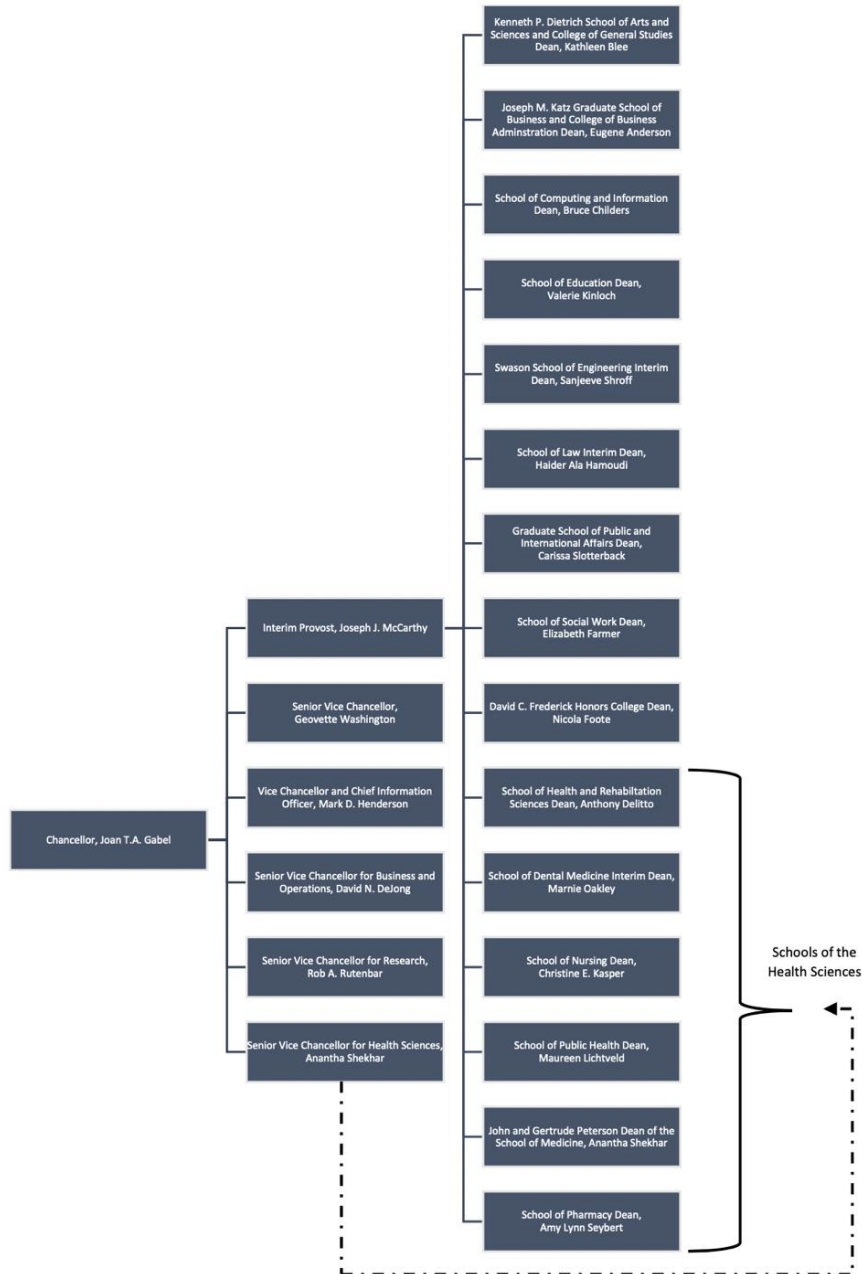 Kenneth P. Dietrich School of Arts and
Sciences and College of General Studies
Dean, Kathleen Blee
Joseph M. Katz Graduate School of
Business and College of Business
Adminstration Dean, Eugene Anderson
School of Computing and Information
Dean, Bruce Childers
School of Education Dean,
Valerie Kinloch
Swason School of Engineering Interim
Dean, Sanjeeve Shroff
School of Law Interim Dean,
Haider Ala Hamoudi
Graduate School of Public and
International Affairs Dean,
Carissa Slotterback
Interim Provost, Joseph J. McCarthy
School of Social Work Dean,
Elizabeth Farmer
Senior Vice Chancellor,
Geovette Washington
David C. Frederick Honors College Dean,
Nicola Foote
Vice Chancellor and Chief Information
Officer, Mark D. Henderson
School of Health and Rehabiltation
Sciences Dean, Anthony Delitto
Chancellor, Joan T.A. Gabel
Senior Vice Chancellor for Business and
Operations, David N. DeJong
School of Dental Medicine Interim Dean,
Marnie Oakley
Senior Vice Chancellor for Research,
Rob A. Rutenbar
School of Nursing Dean,
Christine E. Kasper
Schools of the
Health Sciences
Senior Vice Chancellor for Health Sciences,
Anantha Shekhar
School of Public Health Dean,
Maureen Lichtveld
John and Gertrude Peterson Dean of the
School of Medicine, Anantha Shekhar
School of Pharmacy Dean,
Amy Lynn Seybert